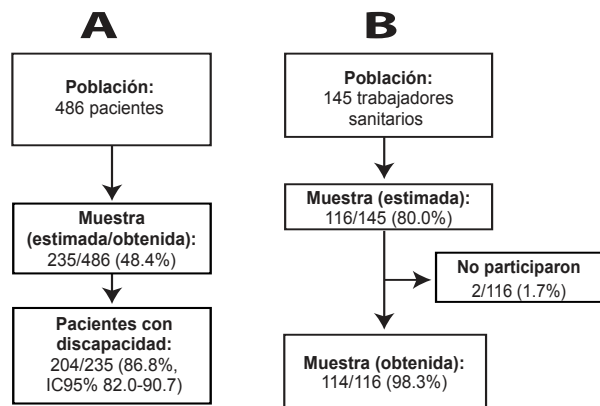 A
Población:
486 pacientes
Muestra
(estimada/obtenida):
235/486 (48.4%)
Pacientes con
discapacidad:
204/235 (86.8%,
IC95% 82.0-90.7)
B
Población:
145 trabajadores
sanitarios
Muestra (estimada):
116/145 (80.0%)
No participaron
2/116 (1.7%)
Muestra (obtenida):
114/116 (98.3%)